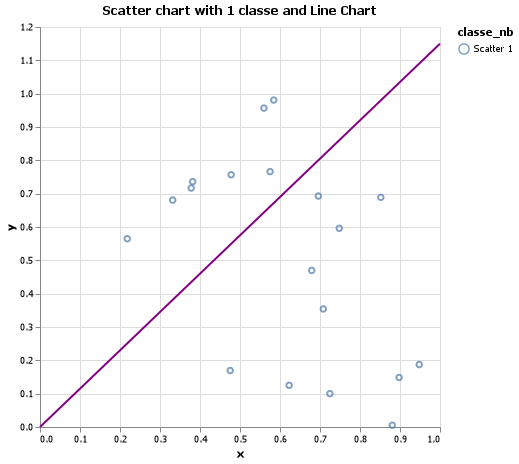 Scatter chart with 1 classe and Line Chart
classe_nb
Scatter 1
1.2
1.1
1.0
0.9
0.8
0.7
0.6
0.5
0.4
0.3
0.2
0.1
0.0
y
0.0 0.1 0.2 0.3 0.4 0.5 0.6 0.7 0.8 0.9 1.0
x